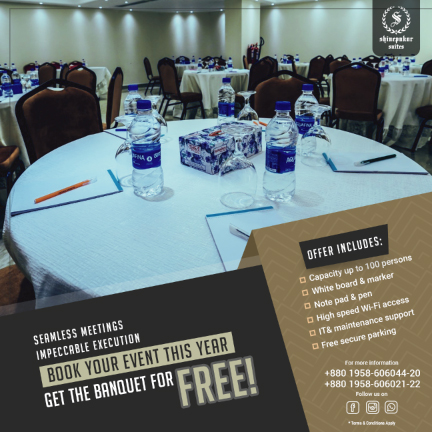 shinepukur
suites
SEAMLESS MEETINGS
IMPECCABLE EXECUTION
BOOK YOUR EVENT THIS YEAR
GET THE BANQUET FOR FREE!
OFFER INCLUDES:
Capacity up to 100 persons
White board & marker
Note pad & pen
High speed Wi-Fi access
IT& maintenance support
Free secure parking
For more information
+880 1958-606044-20
+880 1958-606021-22
Follow us on
* Terms & Conditions Apply